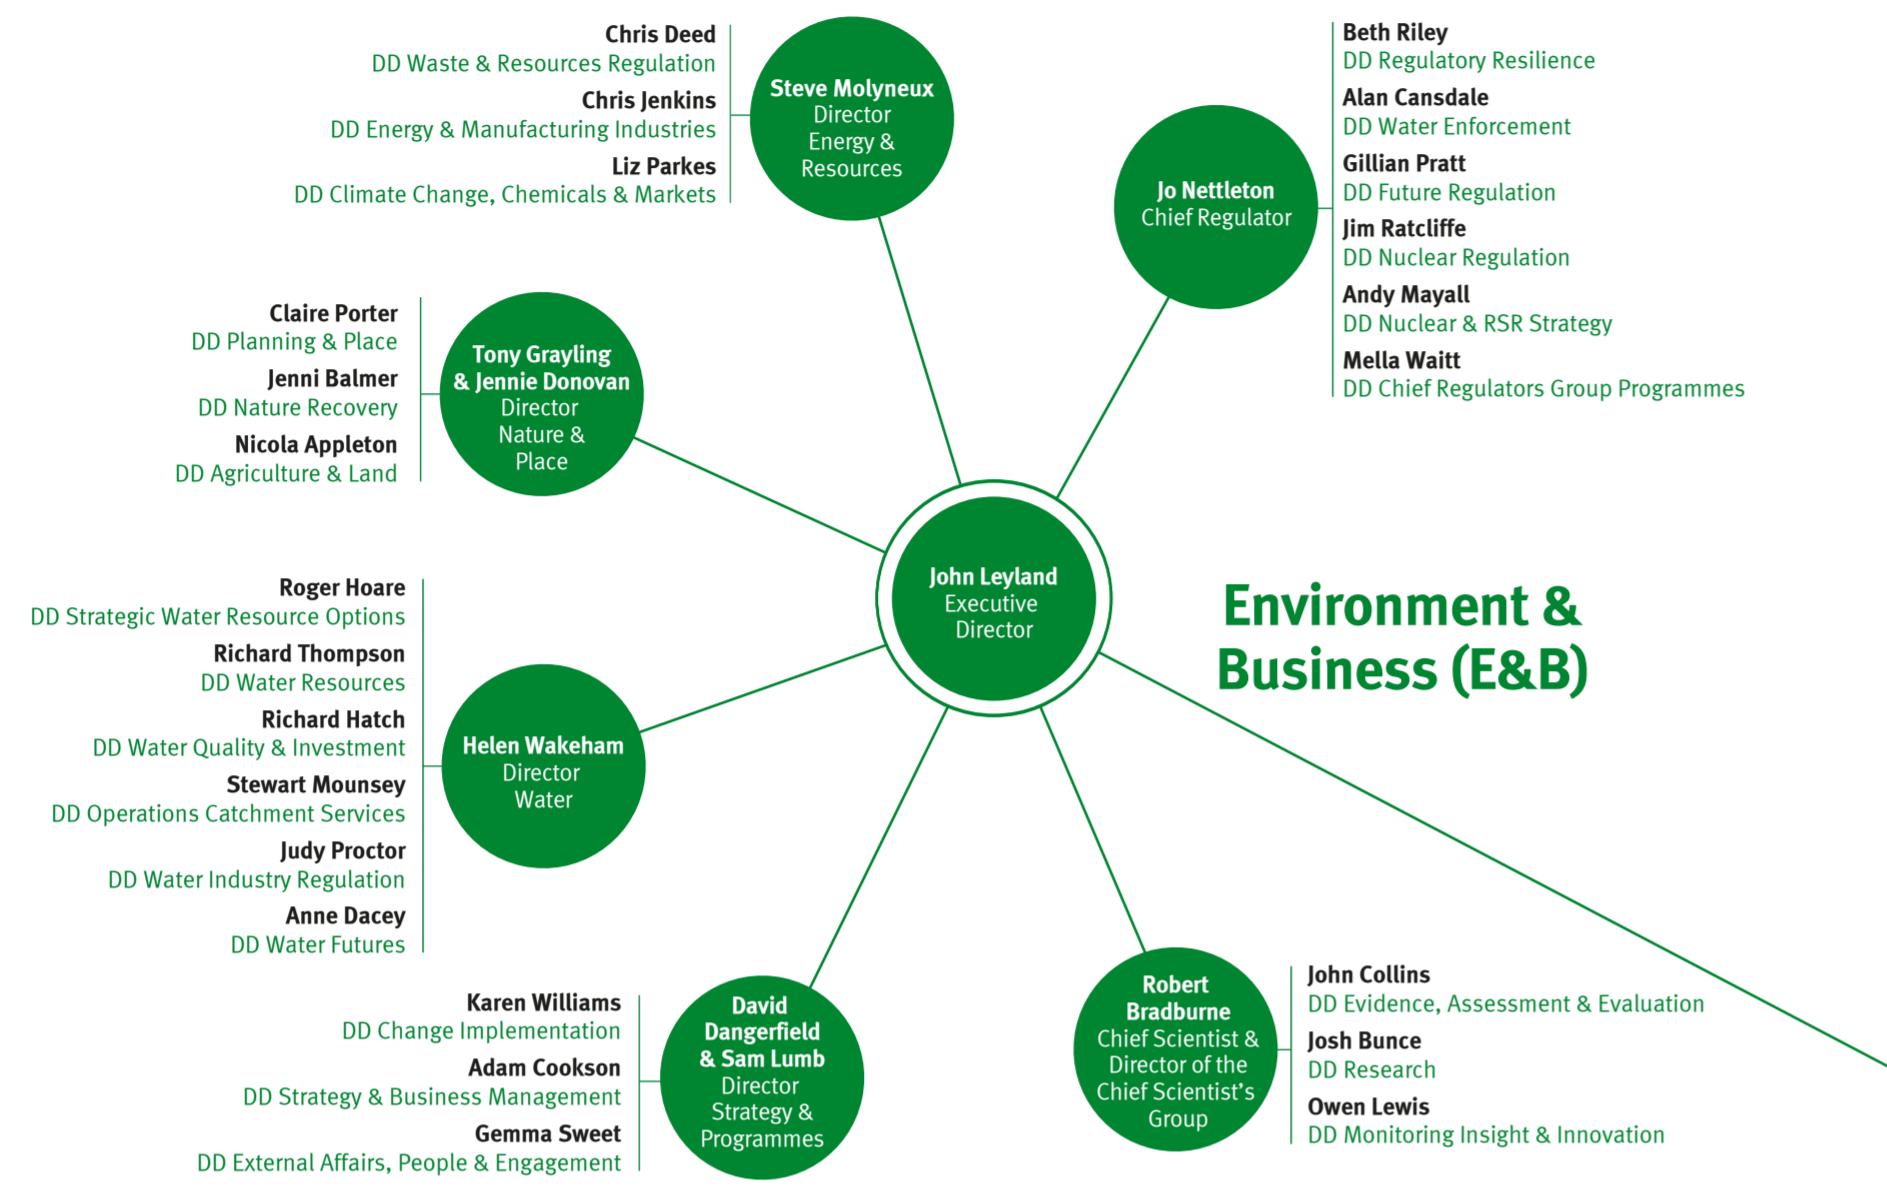 Chris Deed
DD Waste & Resources Regulation
Chris Jenkins
DD Energy & Manufacturing Industries
Liz Parkes
DD Climate Change, Chemicals & Markets
Steve Molyneux
Director
Energy &
Resources
Jo Nettleton
Chief Regulator
Beth Riley
DD Regulatory Resilience
Alan Cansdale
DD Water Enforcement
Gillian Pratt
DD Future Regulation
Jim Ratcliffe
DD Nuclear Regulation
Andy Mayall
DD Nuclear & RSR Strategy
Mella Waitt
DD Chief Regulators Group Programmes
Claire Porter
DD Planning & Place
Jenni Balmer
DD Nature Recovery
Nicola Appleton
DD Agriculture & Land
Tony Grayling
& Jennie Donovan
Director
Nature &
Place
John Leyland
Executive
Director
Environment &
Business (E&B)
Roger Hoare
DD Strategic Water Resource Options
Richard Thompson
DD Water Resources
Richard Hatch
DD Water Quality & Investment
Stewart Mounsey
DD Operations Catchment Services
Judy Proctor
DD Water Industry Regulation
Anne Dacey
DD Water Futures
Helen Wakeham
Director
Water
Karen Williams
DD Change Implementation
Adam Cookson
DD Strategy & Business Management
Gemma Sweet
DD External Affairs, People & Engagement
David
Dangerfield
& Sam Lumb
Director
Strategy &
Programmes
Robert
Bradburne
Chief Scientist &
Director of the
Chief Scientist’s
Group
John Collins
DD Evidence, Assessment & Evaluation
Josh Bunce
DD Research
Owen Lewis
DD Monitoring Insight & Innovation